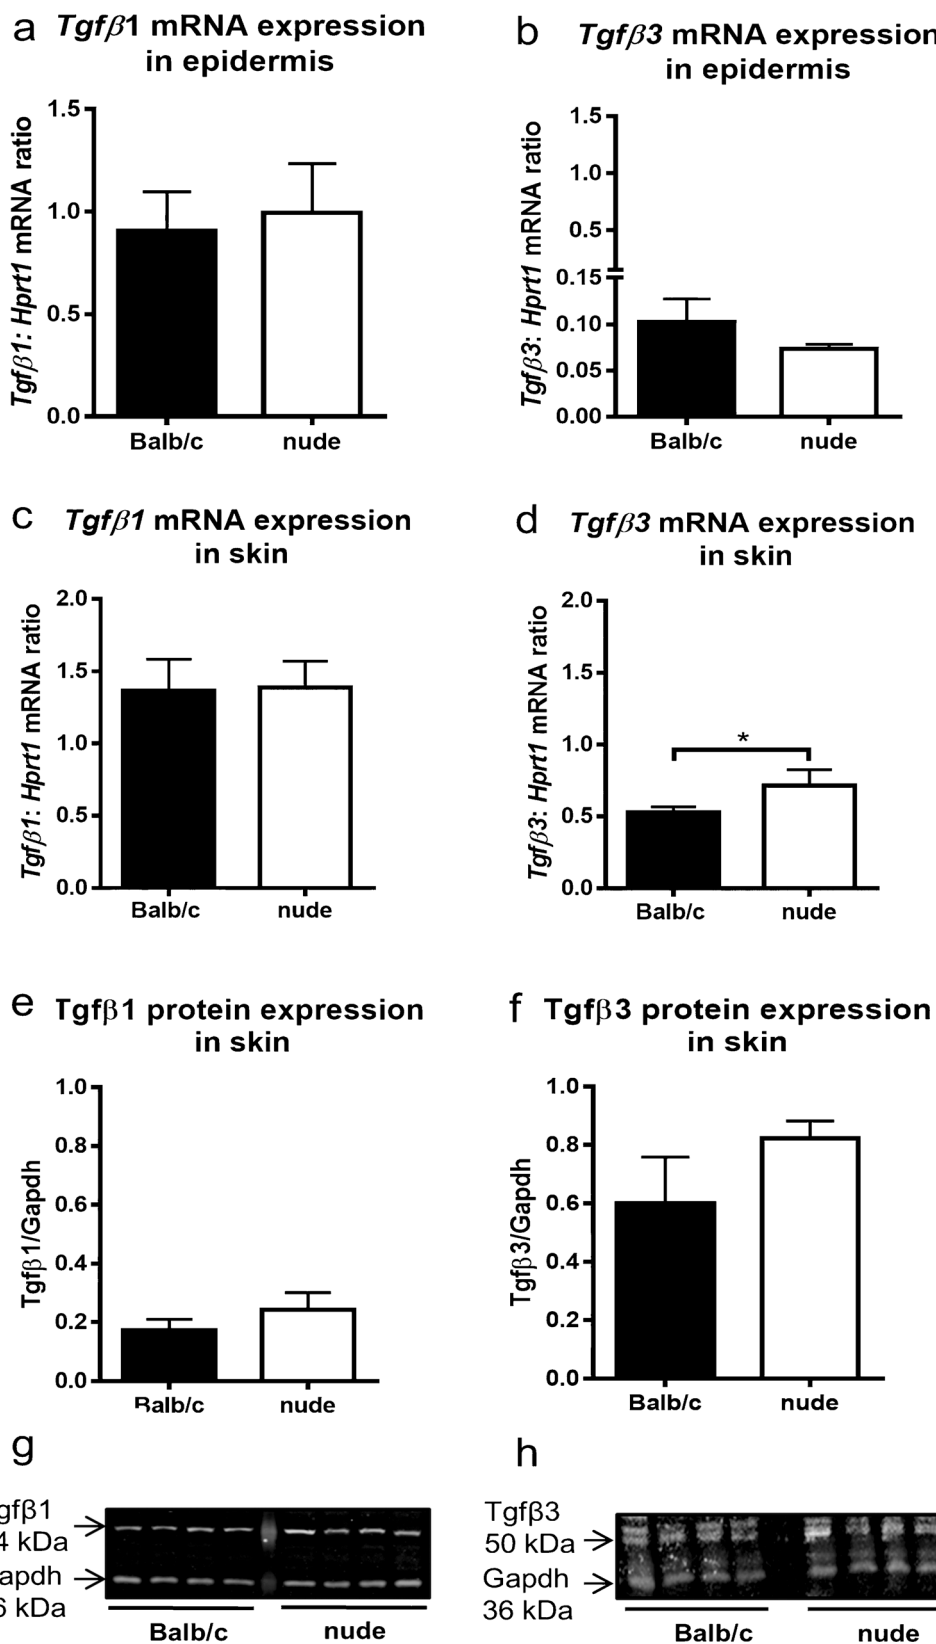 a
Tgfβ1 mRNA expression
in epidermis
Tgfβ1: Hprt1 mRNA ratio
1.5
1.0
0.5
0.0
Balb/c nude
b
Tgfβ3 mRNA expression
in epidermis
Tgfβ3: Hprt1 mRNA ratio
1.5
1.0
0.5
0.15
0.10
0.05
0.00
Balb/c nude
c
Tgfβ1 mRNA expression
in skin
Tgfβ1: Hprt1 mRNA ratio
2.0
1.5
1.0
0.5
0.0
Balb/c nude
d
Tgfβ3 mRNA expression
in skin
Tgfβ3: Hprt1 mRNA ratio
2.0
1.5
1.0
0.5
0.0
*
Balb/c nude
e
Tgfβ1 protein expression
in skin
Tgfβ1/Gapdh
1.0
0.8
0.6
0.4
0.2
0.0
Balb/c nude
f
Tgfβ3 protein expression
in skin
Tgfβ3/Gapdh
1.0
0.8
0.6
0.4
0.2
0.0
Balb/c nude
g
gfβ1
4 kDa
apdh
6 kDa
Balb/c nude
h
Tgfβ3
50 kDa
Gapdh
36 kDa
Balb/c nude